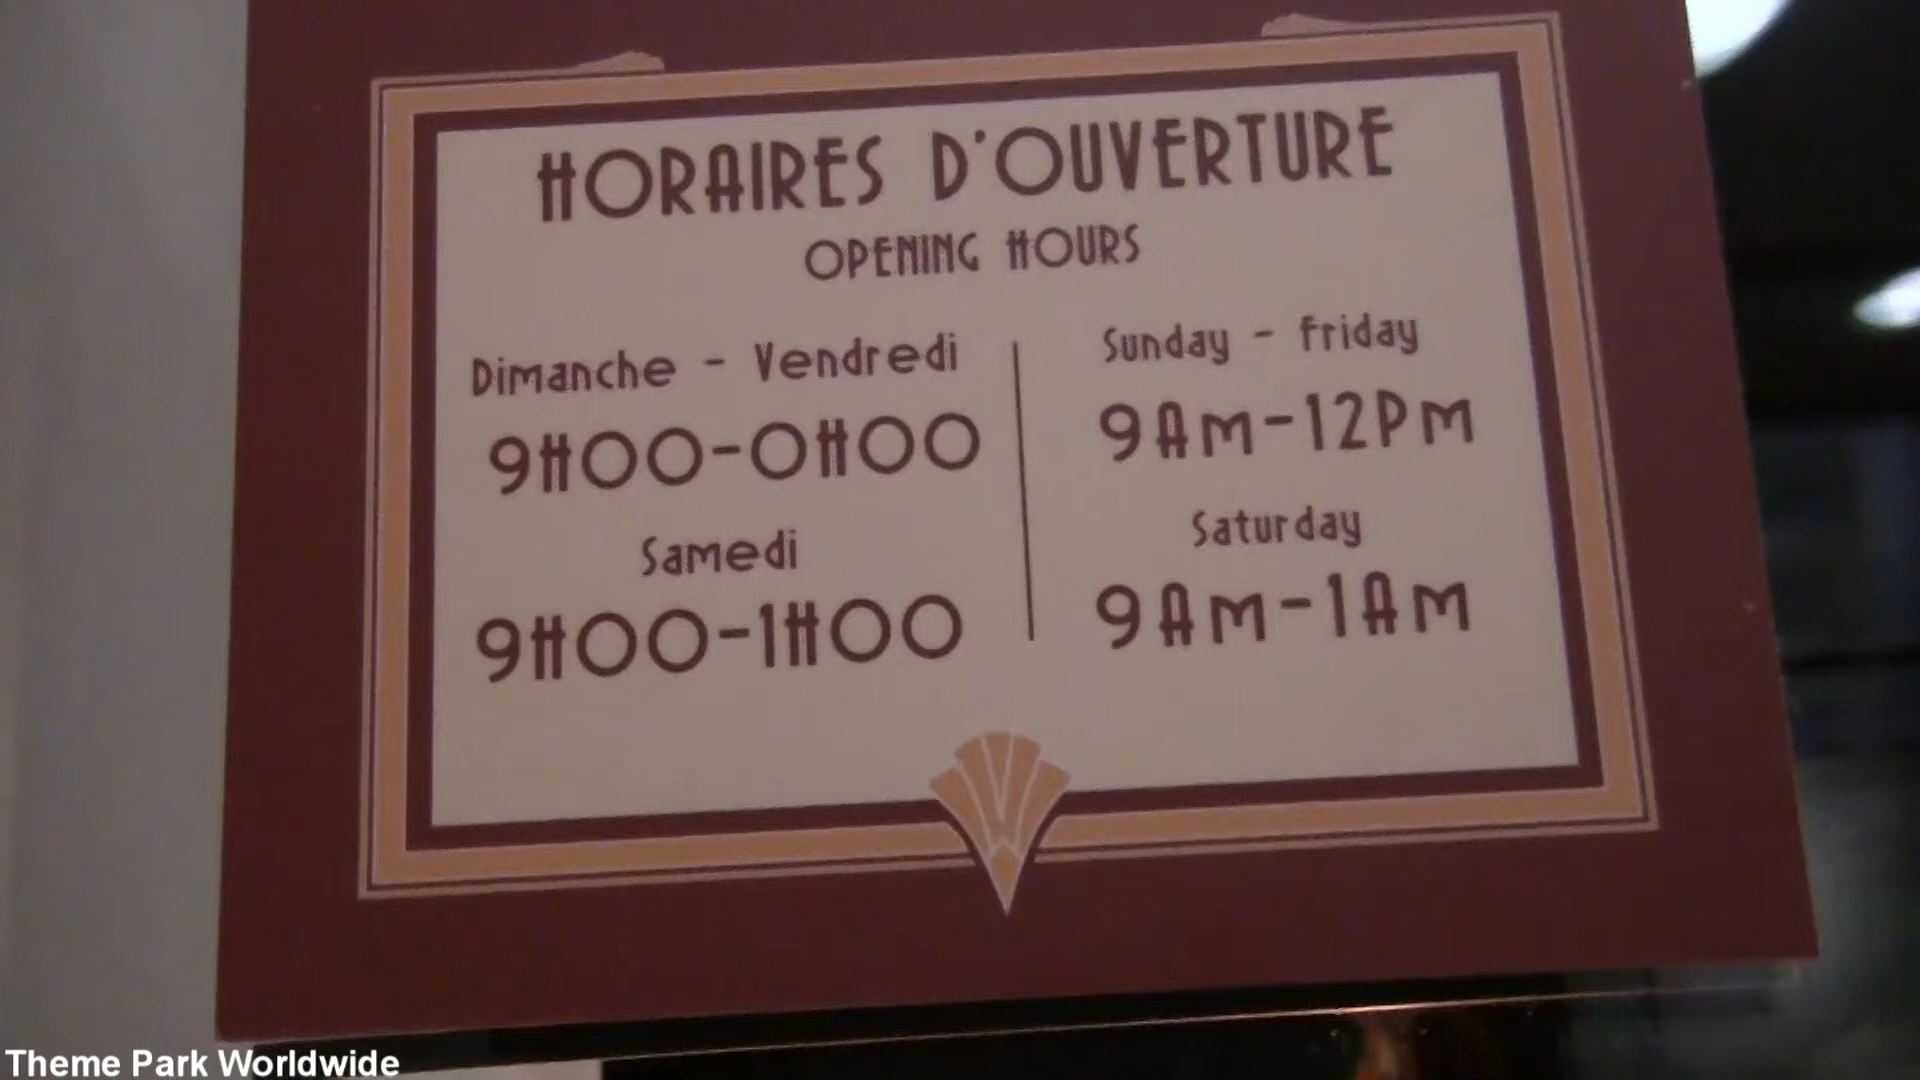 HORAIRES D'OUVERTURE
OPENING HOURS
Dimanche - Vendredi
9H00-0H00
Samedi
9H00-1H00
Sunday - Friday
9AM-12PM
Saturday
9AM-1AM
Theme Park Worldwide